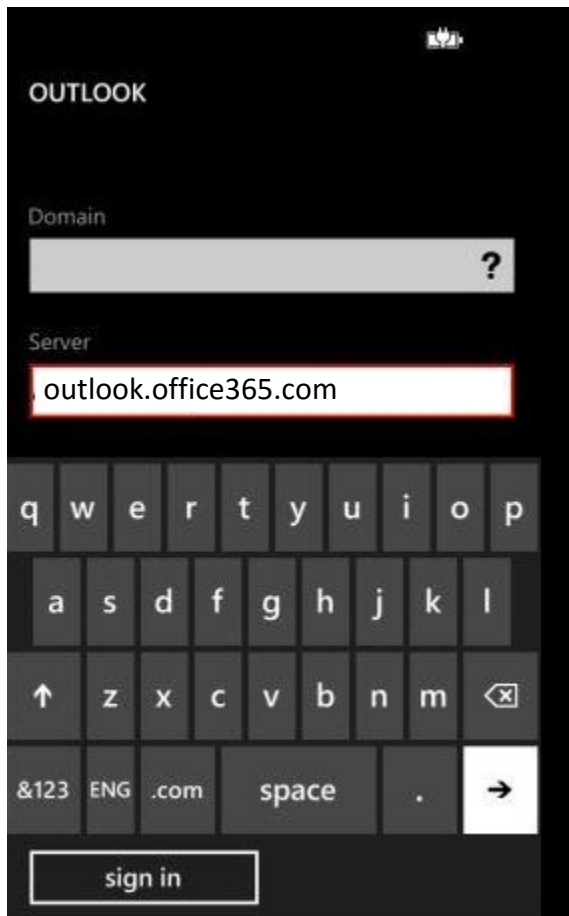 OUTLOOK
Domain
?
Server
outlook.office365.com
q w e r t y u i o p
a s d f g h j k l
z x c v b n m
&123 ENG .com space .
sign in